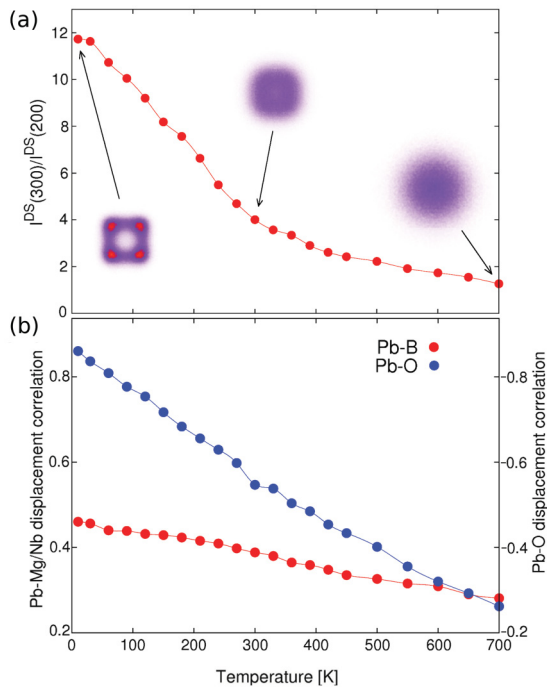 (a)
12
10
8
6
4
2
0
I^DS(300)/I^DS(200)
(b)
Pb-B
Pb-O
0.8
0.6
0.4
0.2
Pb-Mg/Nb displacement correlation
-0.8
-0.6
-0.4
-0.2
Pb-O displacement correlation
0 100 200 300 400 500 600 700
Temperature [K]